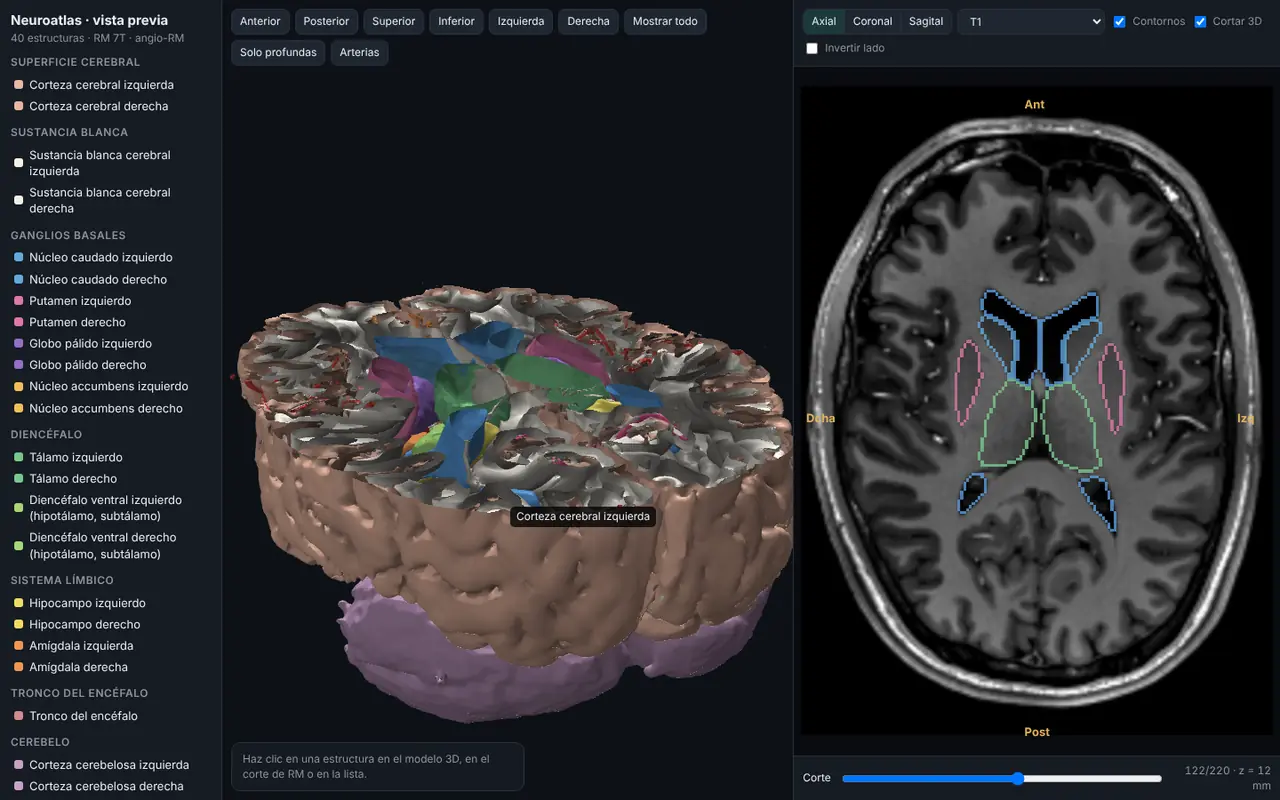 Neuroatlas · vista previa
40 estructuras · RM 7T · angio-RM
SUPERFICIE CEREBRAL
Corteza cerebral izquierda
Corteza cerebral derecha
SUSTANCIA BLANCA
Sustancia blanca cerebral
izquierda
Sustancia blanca cerebral
derecha
GANGLIOS BASALES
Núcleo caudado izquierdo
Núcleo caudado derecho
Putamen izquierdo
Putamen derecho
Globo pálido izquierdo
Globo pálido derecho
Núcleo accumbens izquierdo
Núcleo accumbens derecho
DIENCÉFALO
Tálamo izquierdo
Tálamo derecho
Diencéfalo ventral izquierdo
(hipotálamo, subtálamo)
Diencéfalo ventral derecho
(hipotálamo, subtálamo)
SISTEMA LÍMBICO
Hipocampo izquierdo
Hipocampo derecho
Amígdala izquierda
Amígdala derecha
TRONCO DEL ENCÉFALO
Tronco del encéfalo
CEREBELO
Corteza cerebelosa izquierda
Corteza cerebelosa derecha
Anterior Posterior Superior Inferior Izquierda Derecha Mostrar todo
Solo profundas Arterias
Corteza cerebral izquierda
Haz clic en una estructura en el modelo 3D, en el
corte de RM o en la lista.
Axial Coronal Sagital T1 Contornos Cortar 3D
Invertir lado
Ant
Dcha Izq
Post
Corte 122/220 · z = 12
mm